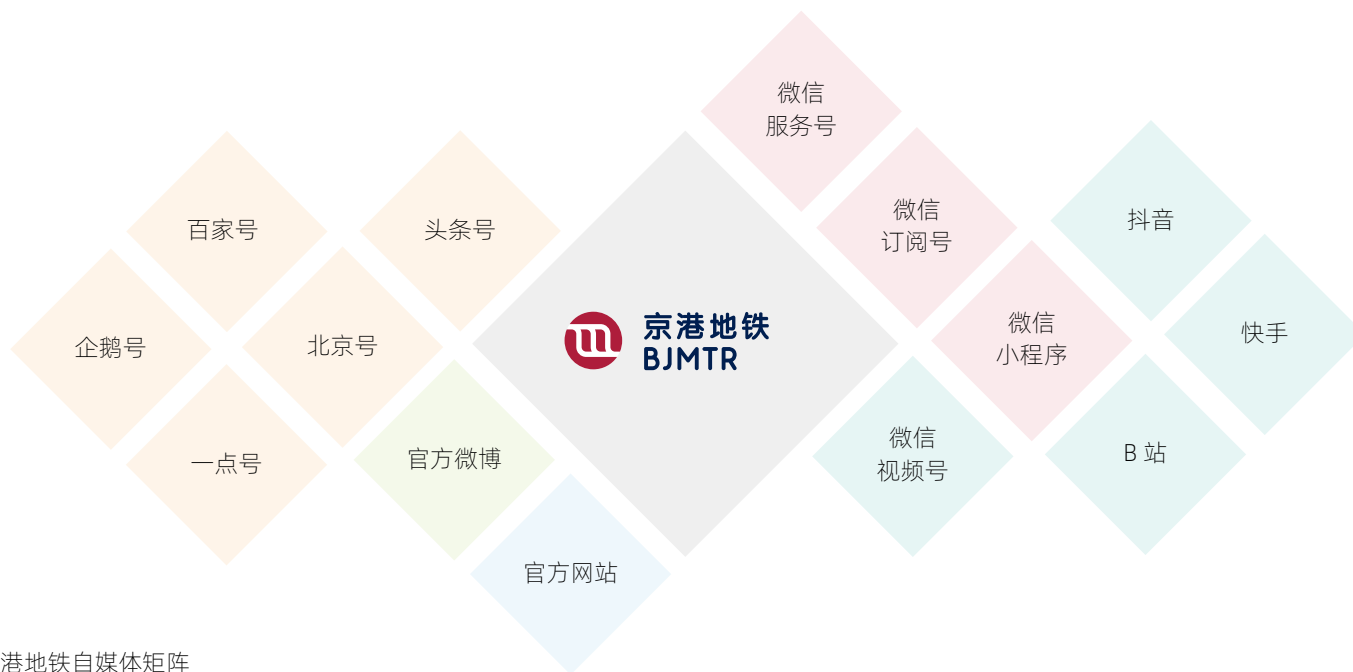 微信
服务号
百家号
头条号
微信
订阅号
抖音
企鹅号
北京号
京港地铁
BJMTR
微信
小程序
快手
一点号
官方微博
微信
视频号
B 站
官方网站
港地铁自媒体矩阵